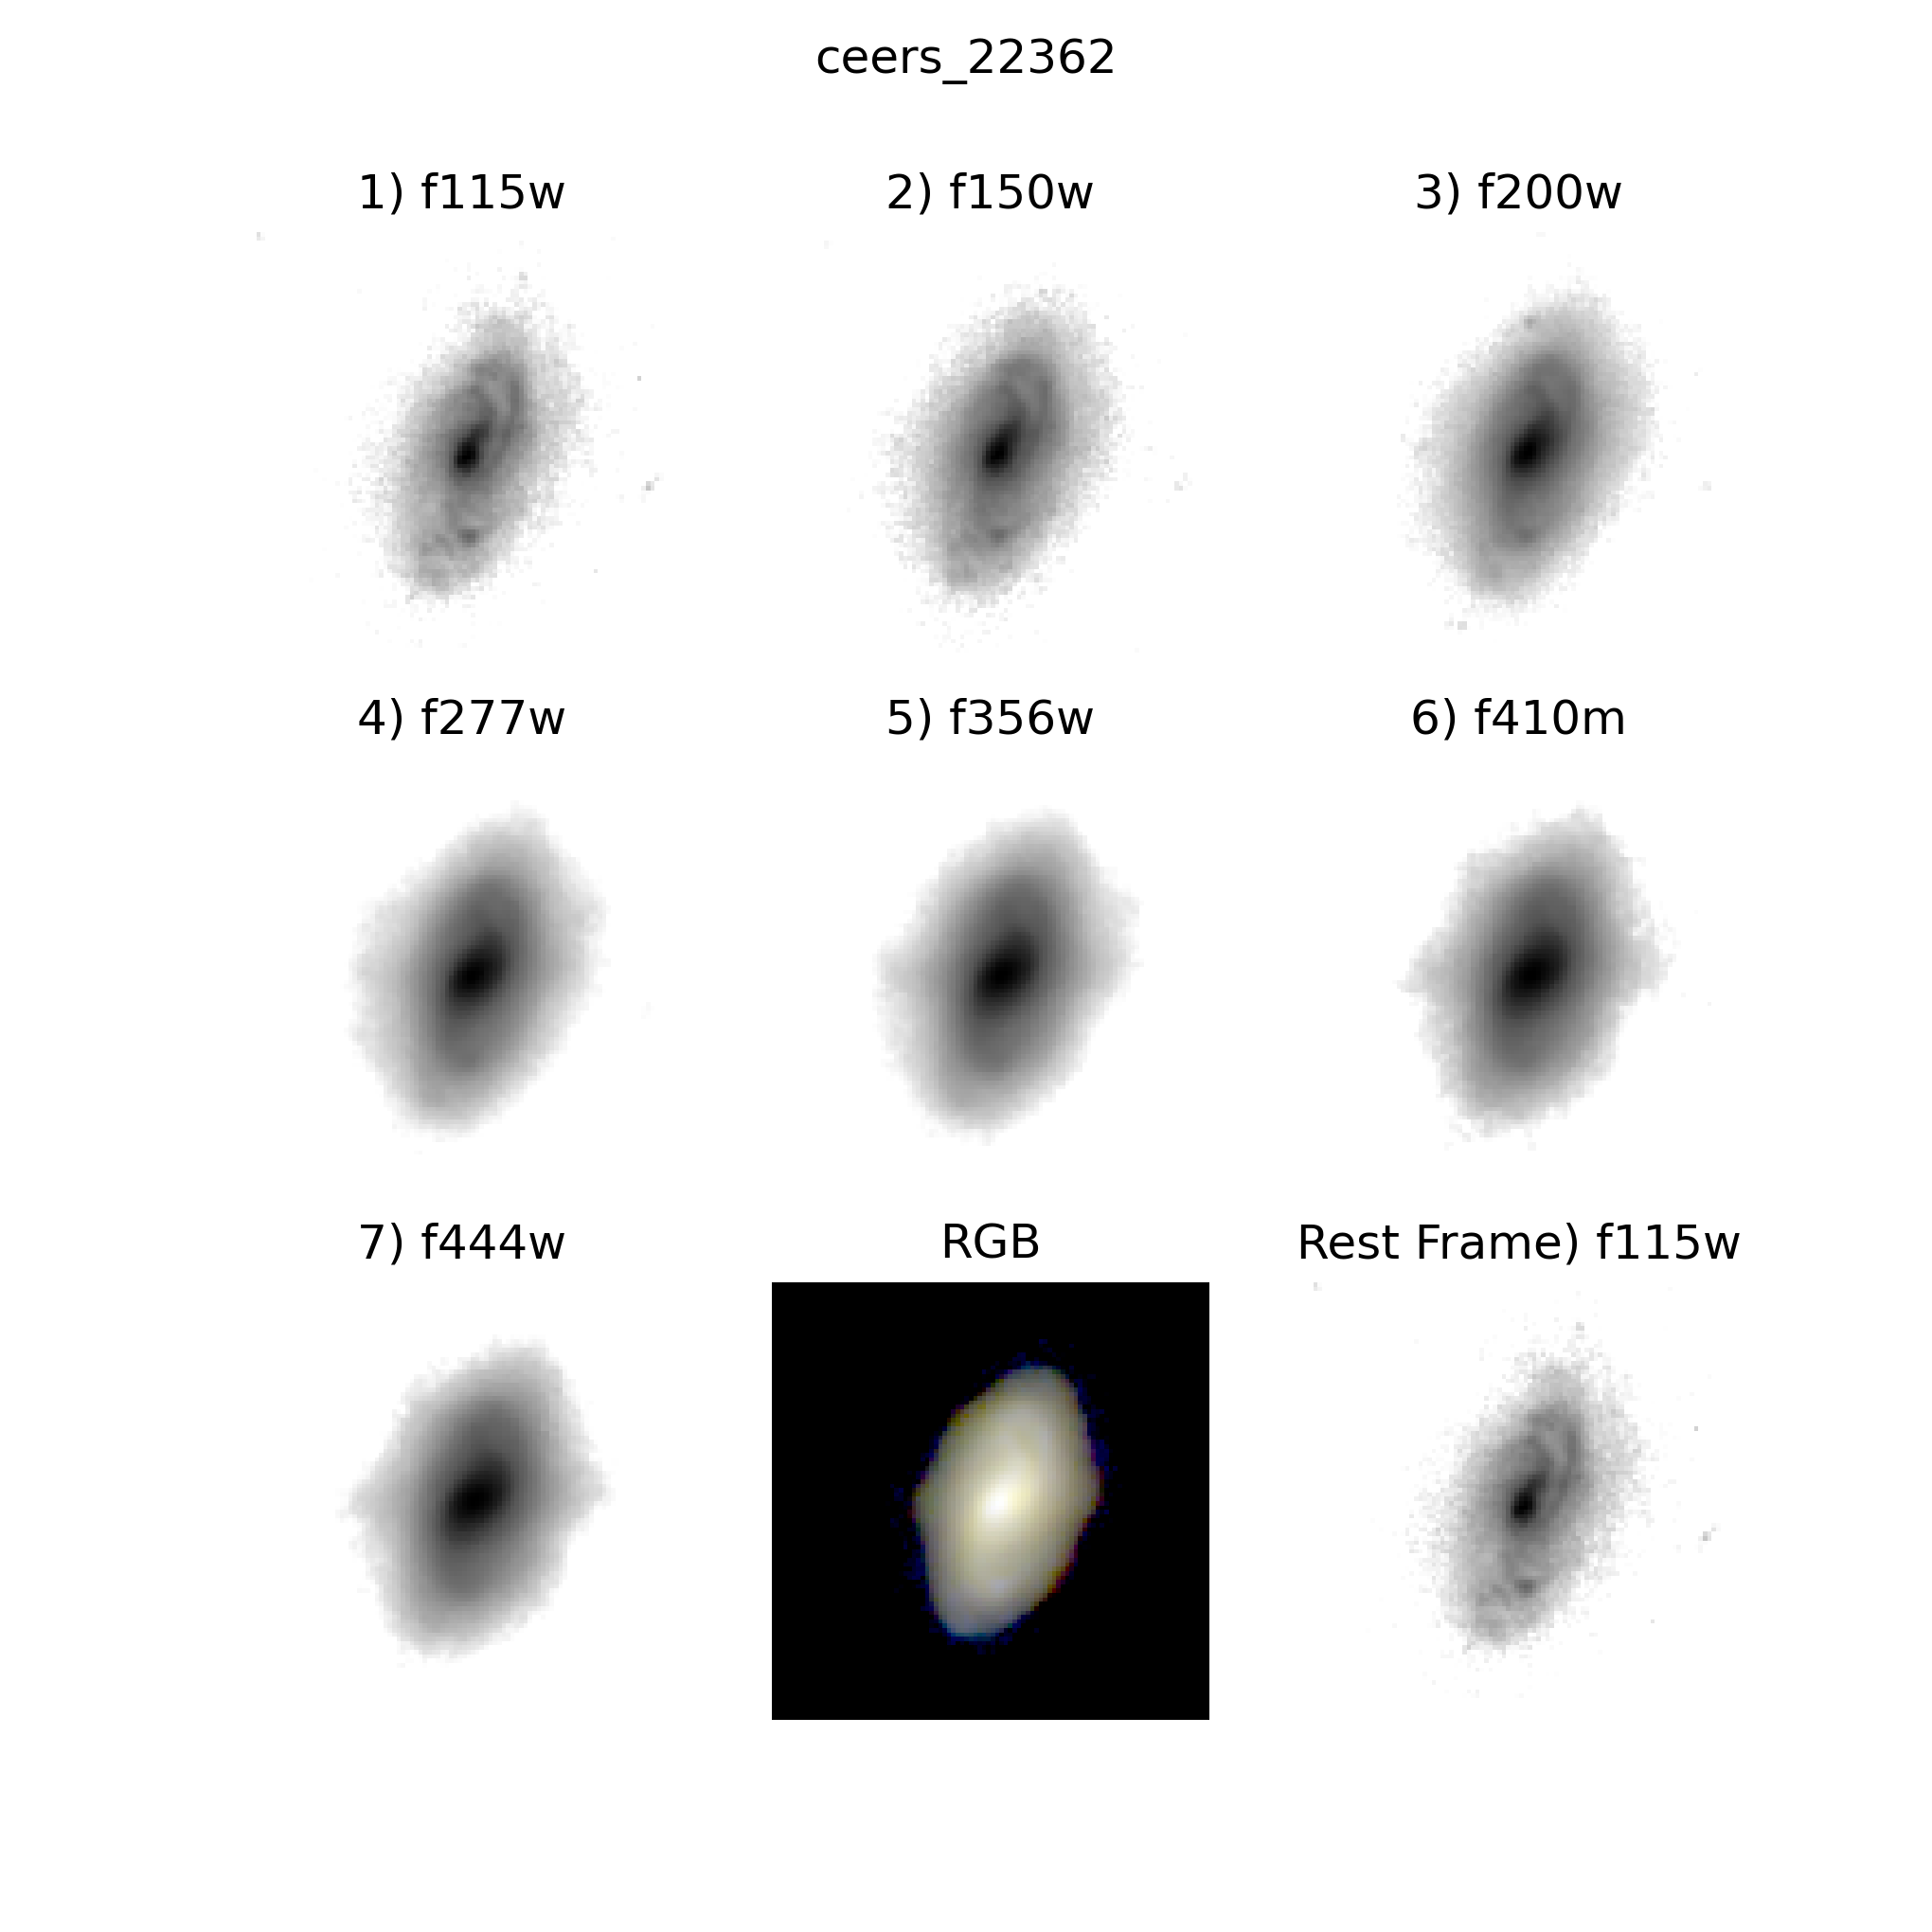 ceers_22362
1) f115w
2) f150w
3) f200w
4) f277w
5) f356w
6) f410m
7) f444w
RGB
Rest Frame) f115w